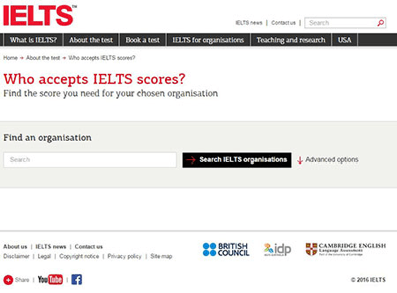 IELTS™
IELTS news | Contact us | Search
What is IELTS? About the test Book a test IELTS for organisations Teaching and research USA
Home → About the test → Who accepts IELTS scores?
Who accepts IELTS scores?
Find the score you need for your chosen organisation
Find an organisation
Search → Search IELTS organisations ↓ Advanced options
About us | IELTS news | Contact us
Disclaimer | Legal | Copyright notice | Privacy policy | Site map
BRITISH COUNCIL
idp
CAMBRIDGE ENGLISH
Language Assessment
Part of the University of Cambridge
Share | YouTube | f
© 2016 IELTS